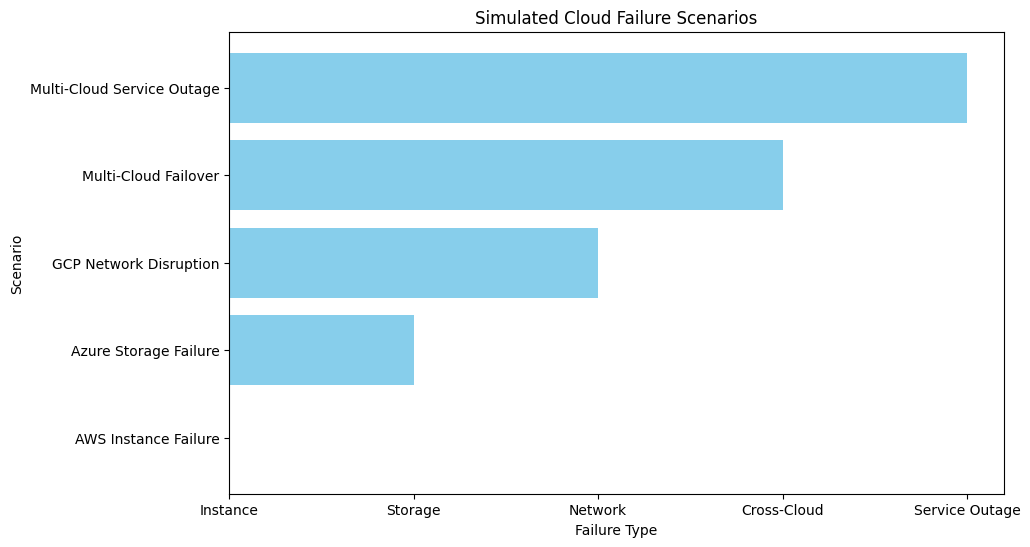 Simulated Cloud Failure Scenarios
Scenario
Multi-Cloud Service Outage
Multi-Cloud Failover
GCP Network Disruption
Azure Storage Failure
AWS Instance Failure
Instance
Storage
Network
Cross-Cloud
Service Outage
Failure Type